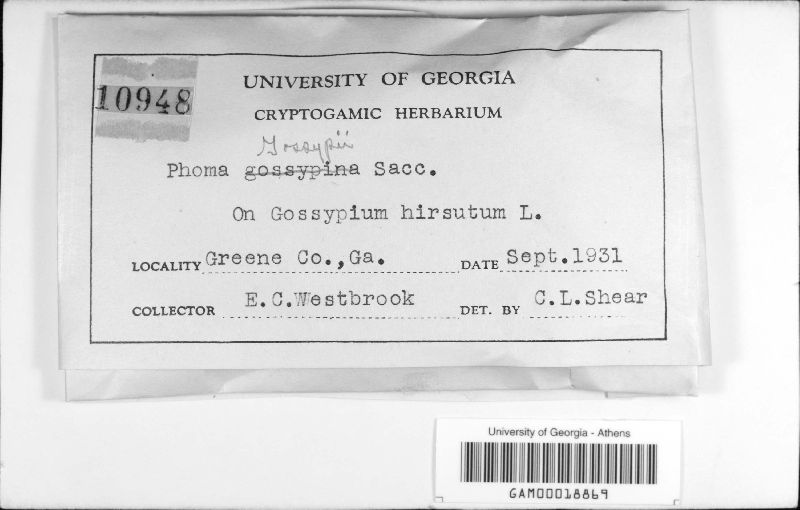 10948
UNIVERSITY OF GEORGIA
CRYPTOGAMIC HERBARIUM
Gossypii
Phoma gossypina Sacc.
On Gossypium hirsutum L.
LOCALITY Greene Co.,Ga. DATE Sept.1931
COLLECTOR E.C.Westbrook DET. BY C.L.Shear
University of Georgia - Athens
GAM00018869